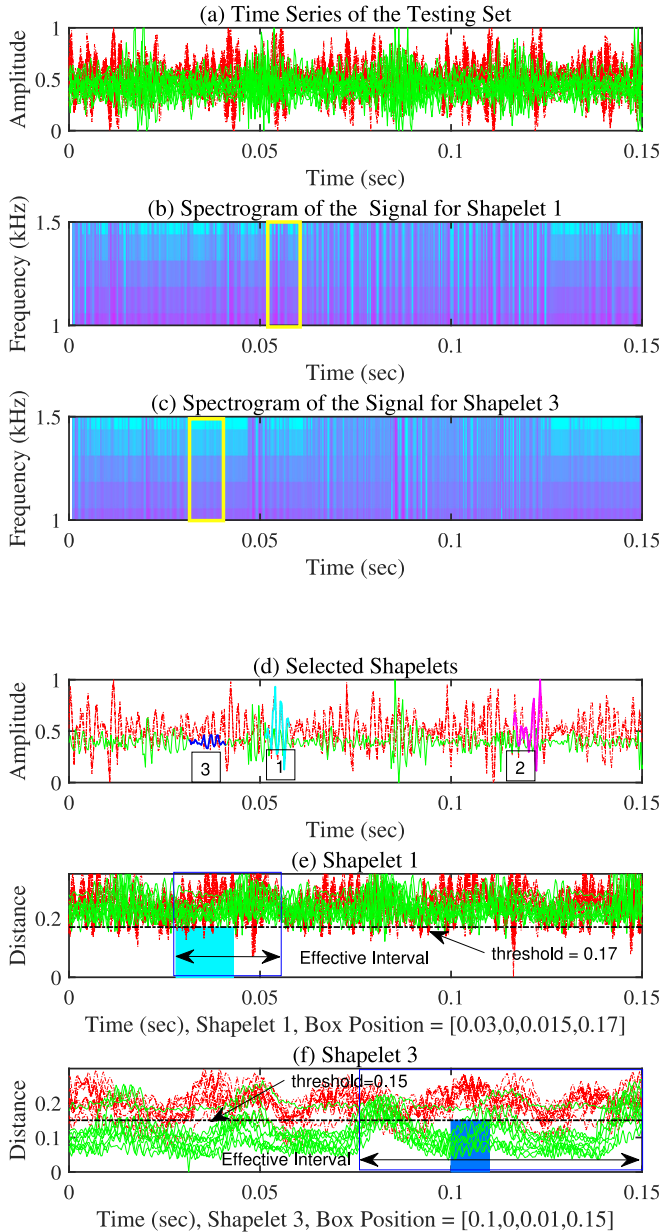 (a) Time Series of the Testing Set
Amplitude
1
0.5
0
0 0.05 0.1 0.15
Time (sec)
(b) Spectrogram of the Signal for Shapelet 1
Frequency (kHz)
1.5
1
0 0.05 0.1 0.15
Time (sec)
(c) Spectrogram of the Signal for Shapelet 3
Frequency (kHz)
1.5
1
0 0.05 0.1 0.15
Time (sec)
(d) Selected Shapelets
Amplitude
1
0.5
0
3 1 2
0 0.05 0.1 0.15
Time (sec)
(e) Shapelet 1
Distance
0.2
0
Effective Interval
threshold = 0.17
0 0.05 0.1 0.15
Time (sec), Shapelet 1, Box Position = [0.03,0,0.015,0.17]
(f) Shapelet 3
Distance
0.2
0.1
0
threshold=0.15
Effective Interval
0 0.05 0.1 0.15
Time (sec), Shapelet 3, Box Position = [0.1,0,0.01,0.15]